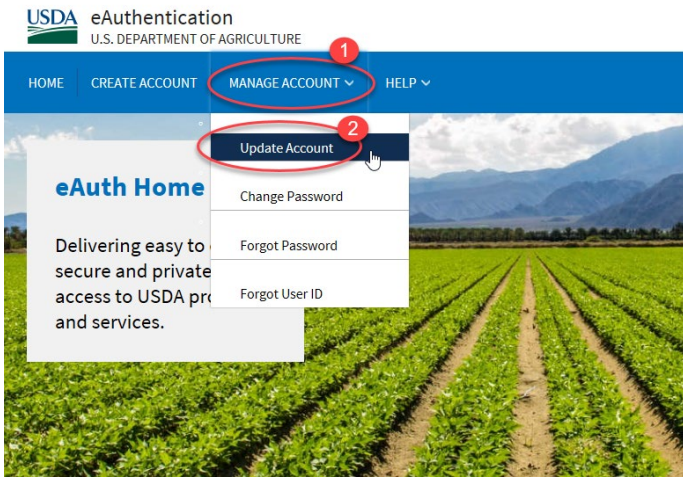 USDA eAuthentication
U.S. DEPARTMENT OF AGRICULTURE
1
HOME CREATE ACCOUNT MANAGE ACCOUNT HELP
2
Update Account
eAuth Home
Change Password
Delivering easy to
Forgot Password
secure and private
access to USDA pro
Forgot User ID
and services.